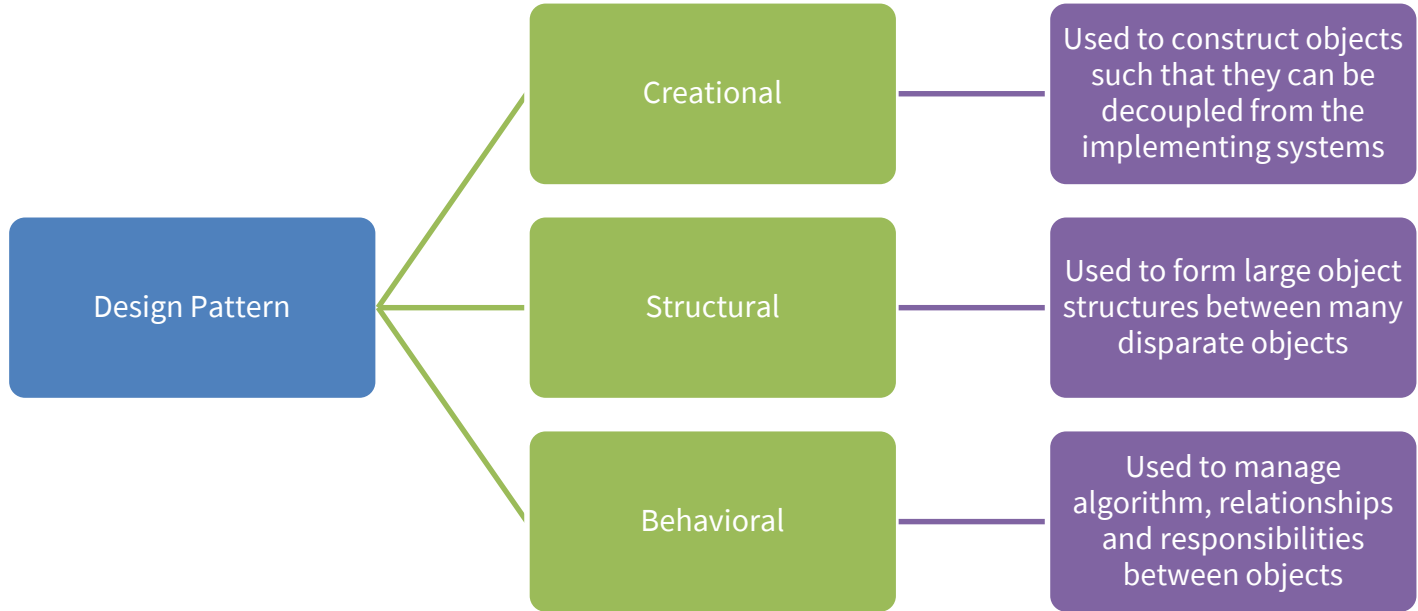 Design Pattern
Creational
Used to construct objects
such that they can be
decoupled from the
implementing systems
Structural
Used to form large object
structures between many
disparate objects
Behavioral
Used to manage
algorithm, relationships
and responsibilities
between objects